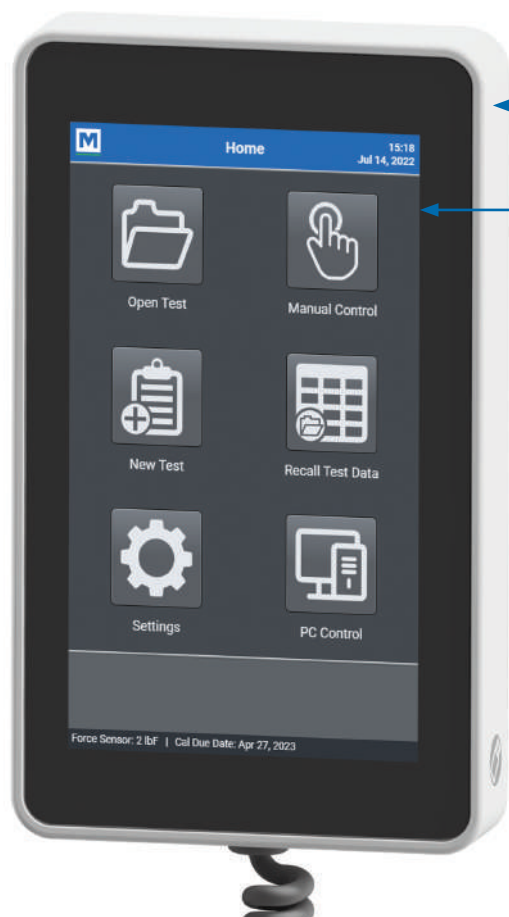 M
Home
15:18
Jul 14, 2022
Open Test
Manual Control
New Test
Recall Test Data
Settings
PC Control
Force Sensor: 2 lbF | Cal Due Date: Apr 27, 2023